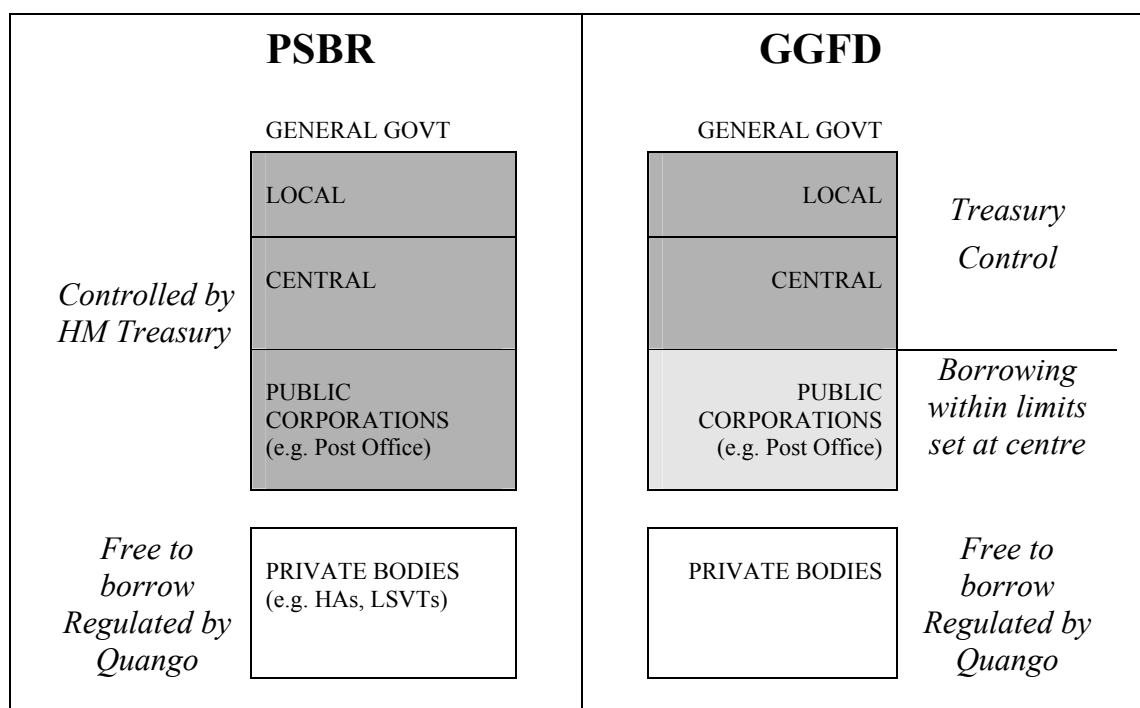 PSBR
GENERAL GOVT
LOCAL
CENTRAL
Controlled by
HM Treasury
PUBLIC
CORPORATIONS
(e.g. Post Office)
Free to
borrow
Regulated by
Quango
PRIVATE BODIES
(e.g. HAs, LSVTs)
GGFD
GENERAL GOVT
LOCAL
CENTRAL
Treasury
Control
PUBLIC
CORPORATIONS
(e.g. Post Office)
Borrowing
within limits
set at centre
PRIVATE BODIES
Free to
borrow
Regulated by
Quango